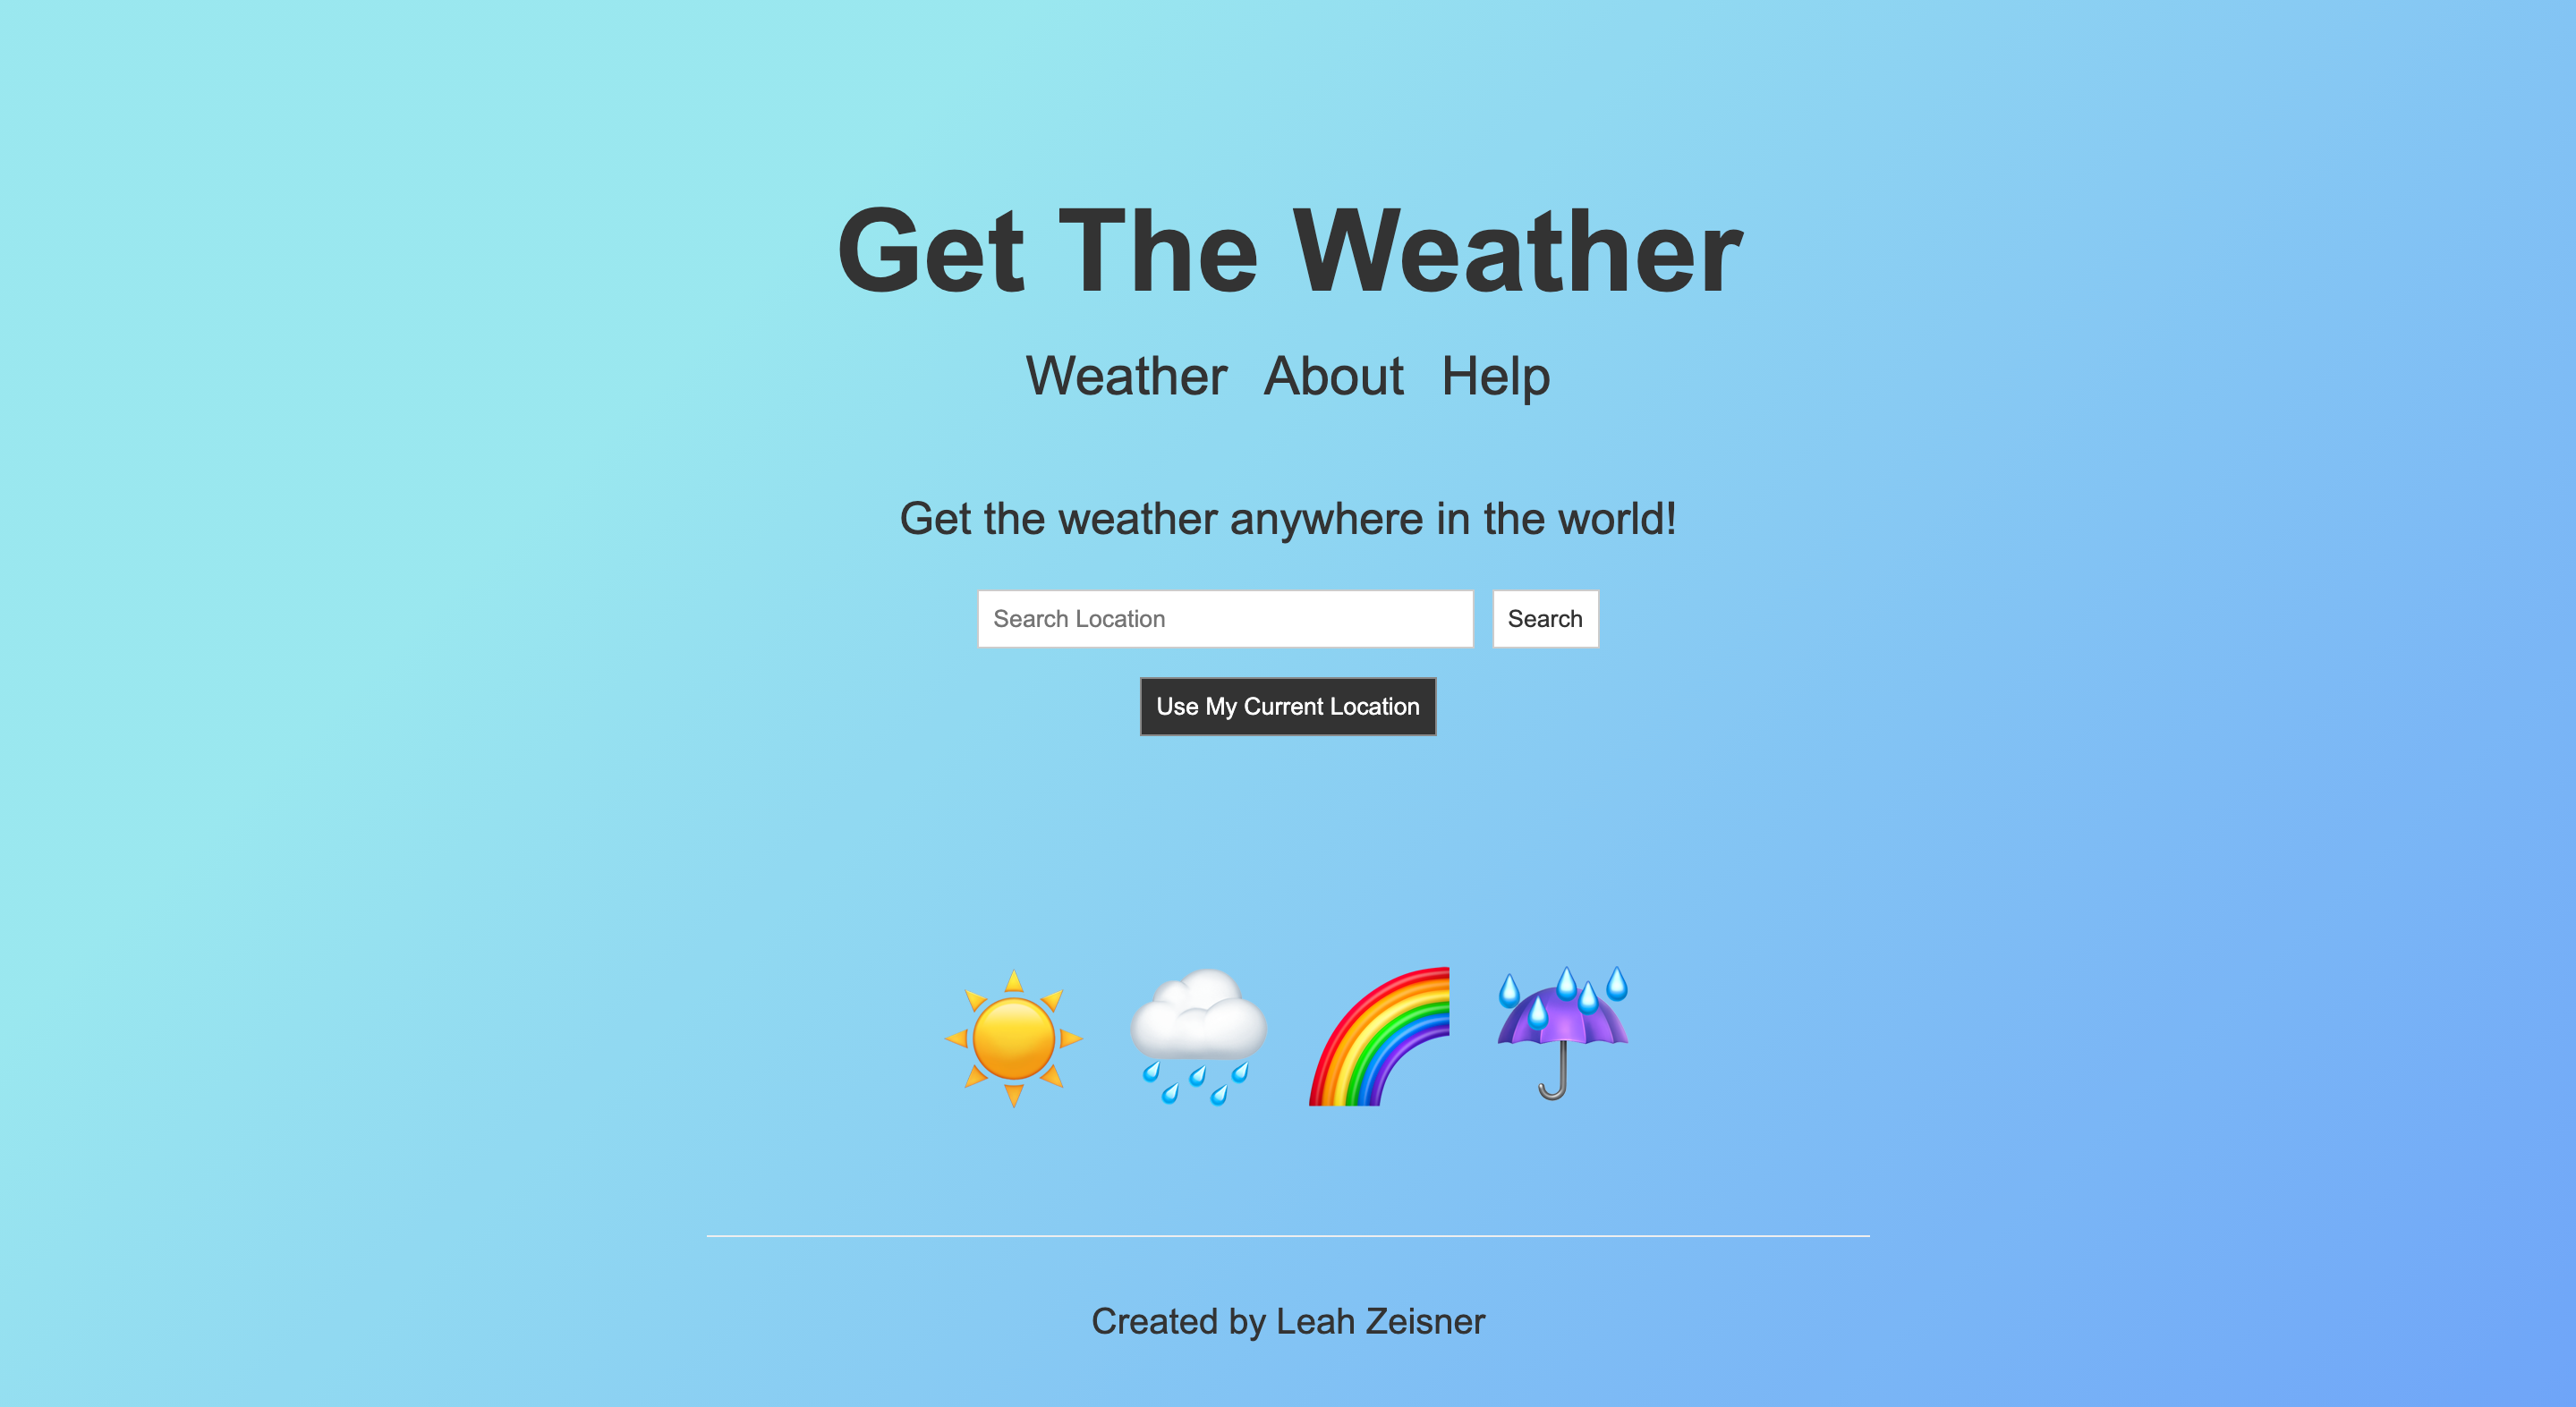 Get The Weather
Weather About Help
Get the weather anywhere in the world!
Search Location Search
Use My Current Location
Created by Leah Zeisner